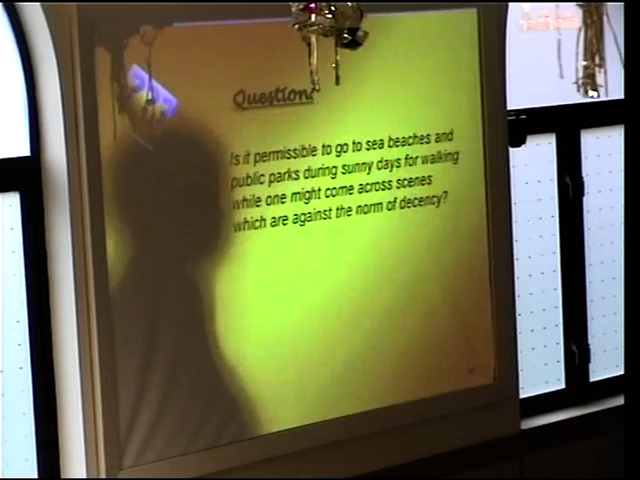 Question
Is it permissible to go to sea beaches and
public parks during sunny days for walking
while one might come across scenes
which are against the norm of decency?